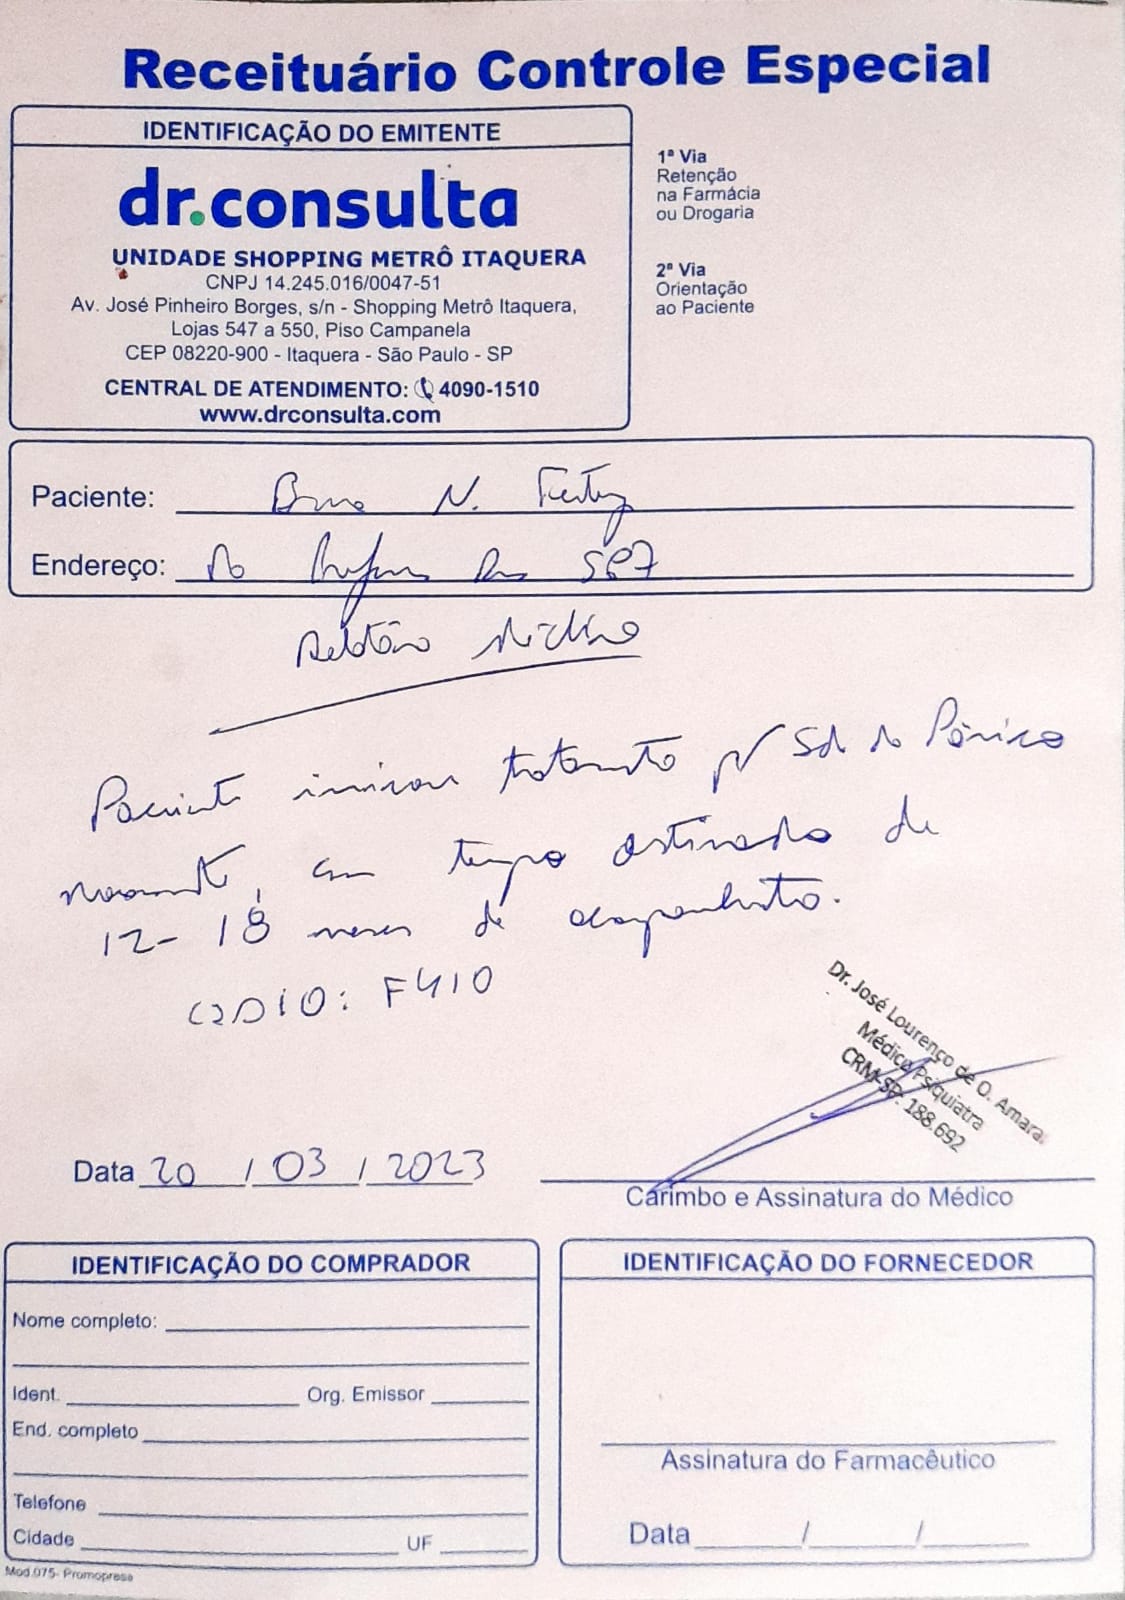 Receituário Controle Especial
IDENTIFICAÇÃO DO EMITENTE
dr.consulta
UNIDADE SHOPPING METRÔ ITAQUERA
CNPJ 14.245.016/0047-51
Av. José Pinheiro Borges, s/n - Shopping Metrô Itaquera,
Lojas 547 a 550, Piso Campanela
CEP 08220-900 - Itaquera - São Paulo - SP
CENTRAL DE ATENDIMENTO: 4090-1510
www.drconsulta.com
1ª Via
Retenção
na Farmácia
ou Drogaria
2ª Via
Orientação
ao Paciente
Paciente: N.
Endereço:
Relatório Médico
Paciente iniciou tratamento p/ Sd do Pânico
novamente, em tempo estimado de
12-18 meses de acompanhamento.
CID10: F410
Dr. José Lourenço de O. Amaral
Médico Psiquiatra
CRM-SP: 188.692
Data 20 / 03 / 2023
Carimbo e Assinatura do Médico
IDENTIFICAÇÃO DO COMPRADOR
Nome completo:
Ident. Org. Emissor
End. completo
Telefone
Cidade UF
IDENTIFICAÇÃO DO FORNECEDOR
Assinatura do Farmacêutico
Data / /
Mod.075- Promopress